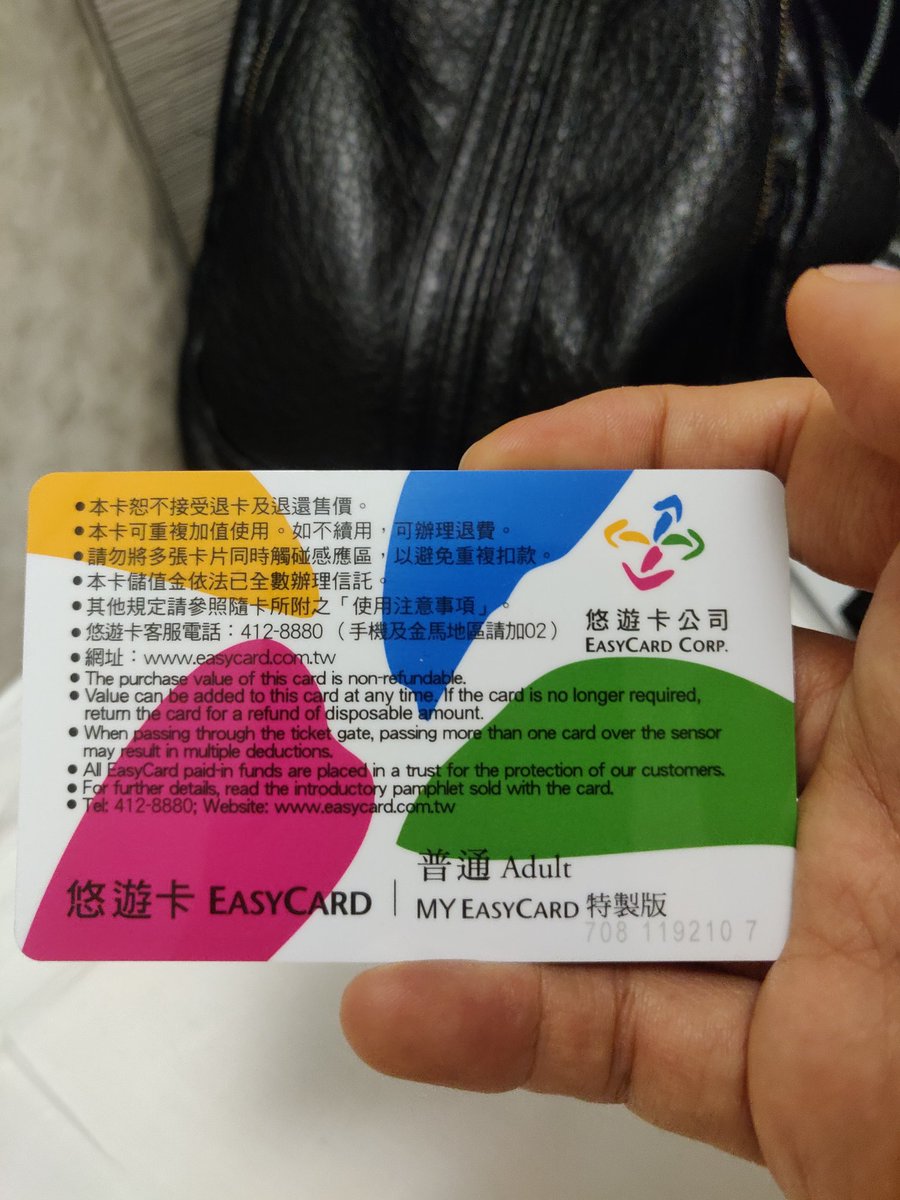 ●本卡恕不接受退卡及退還售價。
●本卡可重複加值使用。如不續用，可辦理退費。
●請勿將多張卡片同時觸碰感應區，以避免重複扣款。
●本卡儲值金依法已全數辦理信託。
●其他規定請參照隨卡所附之「使用注意事項」。
●悠遊卡客服電話：412-8880（手機及金馬地區請加02）
●網址：www.easycard.com.tw
悠遊卡公司
EASYCARD CORP.
●The purchase value of this card is non-refundable.
●Value can be added to this card at any time. If the card is no longer required,
return the card for a refund of disposable amount.
●When passing through the ticket gate, passing more than one card over the sensor
may result in multiple deductions.
●All EasyCard paid-in funds are placed in a trust for the protection of our customers.
●For further details, read the introductory pamphlet sold with the card.
●Tel: 412-8880; Website: www.easycard.com.tw
悠遊卡 EASYCARD
普通 Adult
MY EASYCARD 特製版
708 119210 7